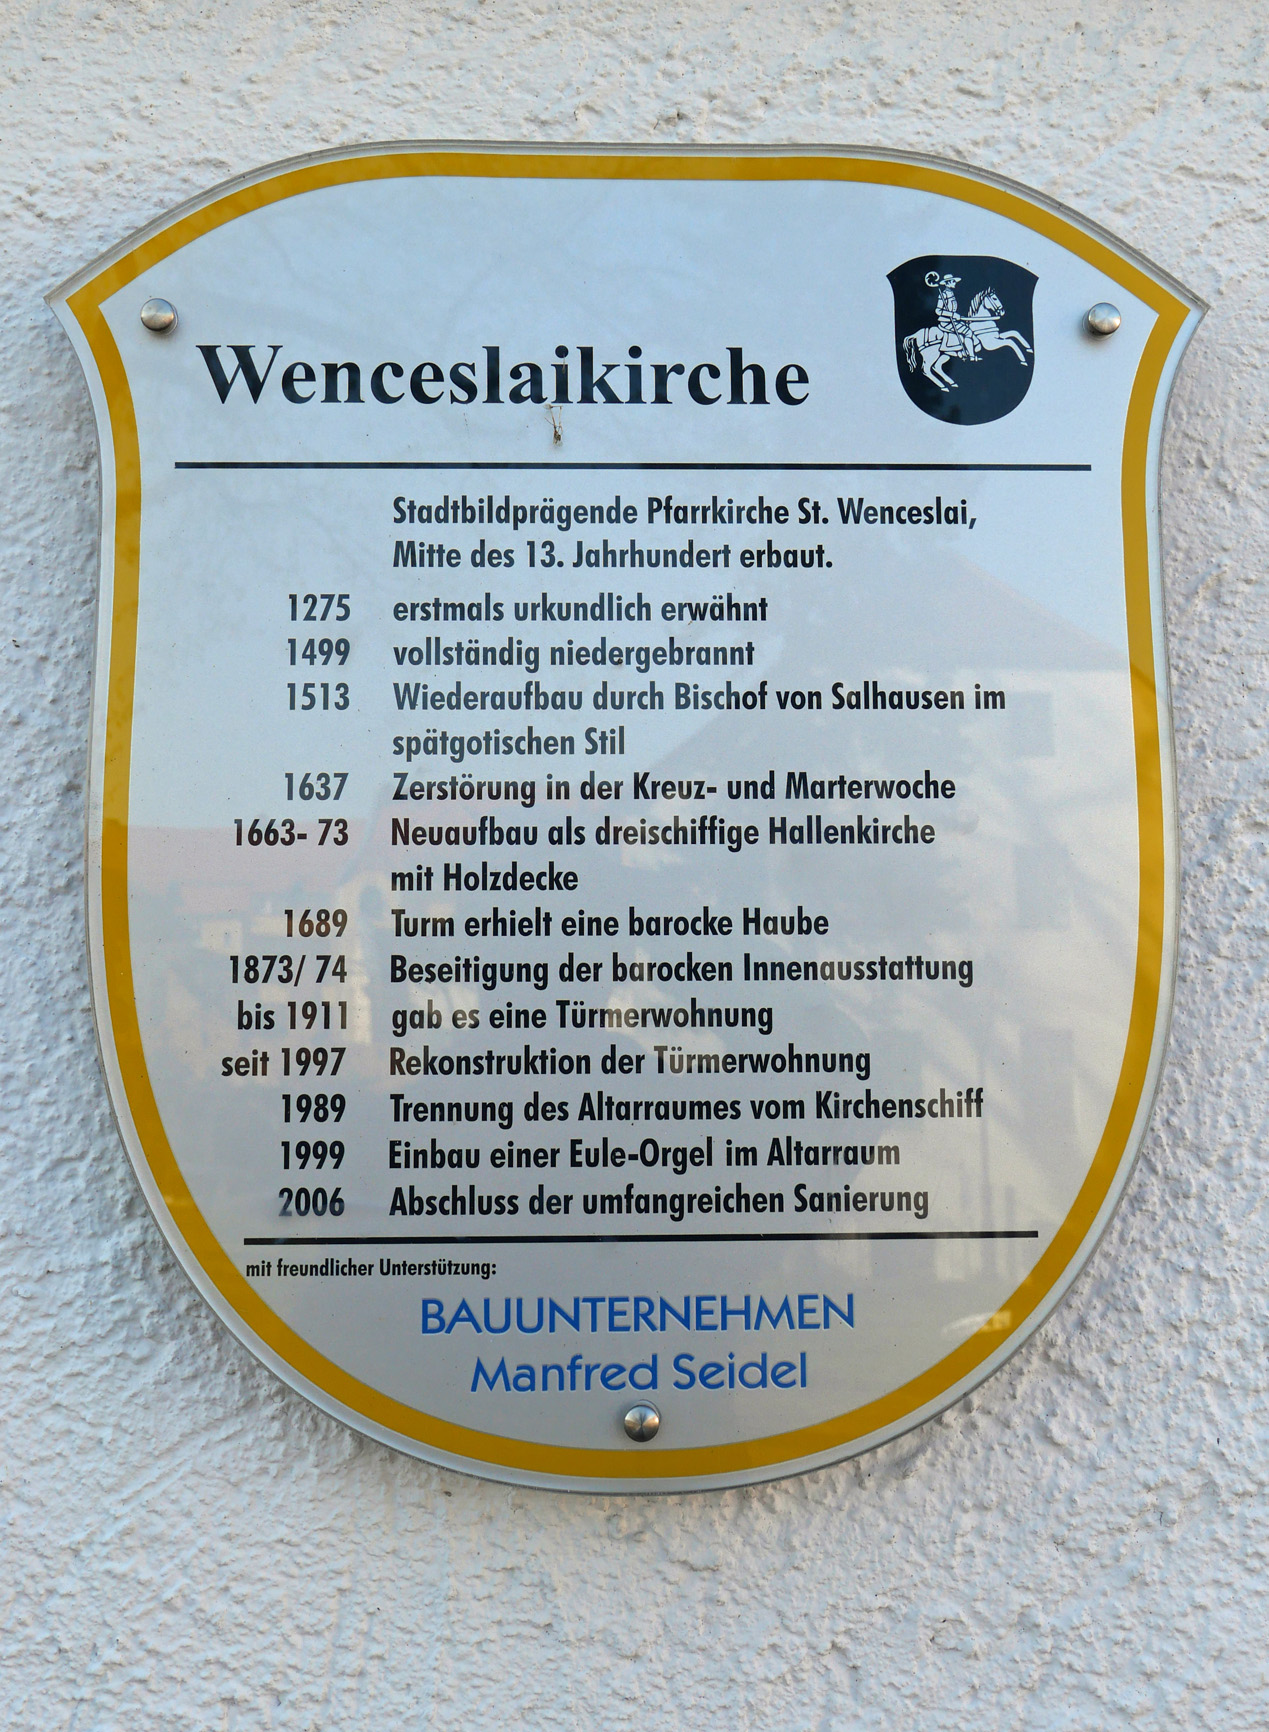 Wenceslaikirche
Stadtbildprägende Pfarrkirche St. Wenceslai,
Mitte des 13. Jahrhundert erbaut.
1275 erstmals urkundlich erwähnt
1499 vollständig niedergebrannt
1513 Wiederaufbau durch Bischof von Salhausen im
spätgotischen Stil
1637 Zerstörung in der Kreuz- und Marterwoche
1663- 73 Neuaufbau als dreischiffige Hallenkirche
mit Holzdecke
1689 Turm erhielt eine barocke Haube
1873/ 74 Beseitigung der barocken Innenausstattung
bis 1911 gab es eine Türmerwohnung
seit 1997 Rekonstruktion der Türmerwohnung
1989 Trennung des Altarraumes vom Kirchenschiff
1999 Einbau einer Eule-Orgel im Altarraum
2006 Abschluss der umfangreichen Sanierung
mit freundlicher Unterstützung:
BAUUNTERNEHMEN
Manfred Seidel